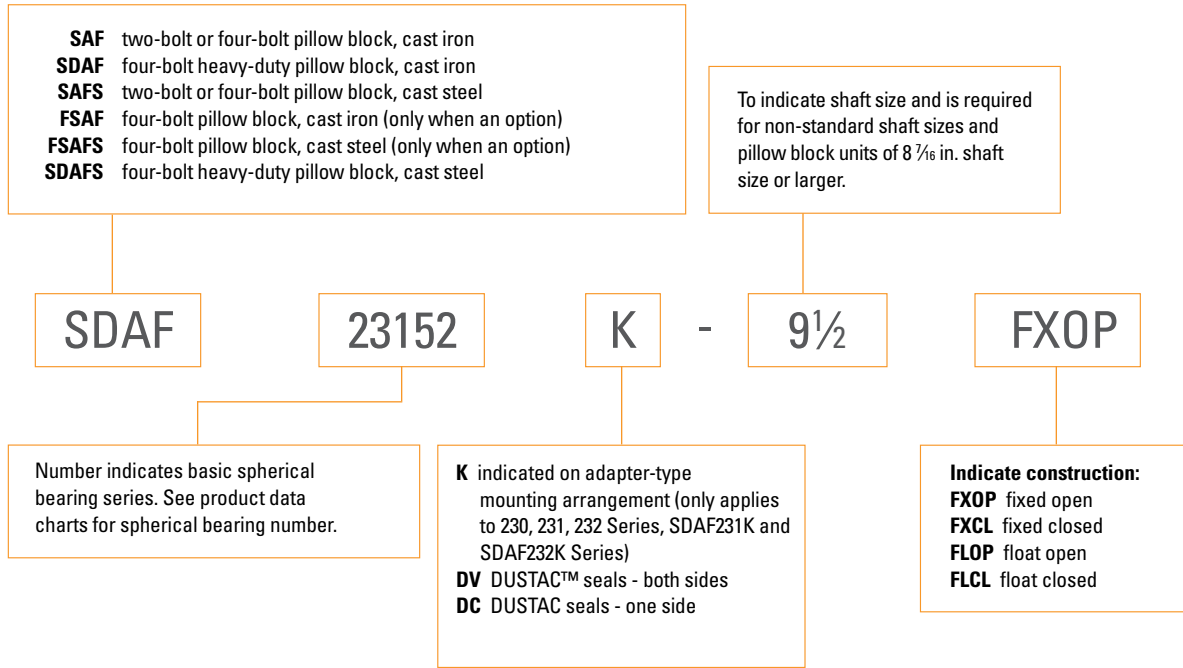 SAF two-bolt or four-bolt pillow block, cast iron
SDAF four-bolt heavy-duty pillow block, cast iron
SAFS two-bolt or four-bolt pillow block, cast steel
FSAF four-bolt pillow block, cast iron (only when an option)
FSAFS four-bolt pillow block, cast steel (only when an option)
SDAFS four-bolt heavy-duty pillow block, cast steel
To indicate shaft size and is required
for non-standard shaft sizes and
pillow block units of 8 7⁄16 in. shaft
size or larger.
SDAF 23152 K - 9½ FXOP
Number indicates basic spherical
bearing series. See product data
charts for spherical bearing number.
K indicated on adapter-type
mounting arrangement (only applies
to 230, 231, 232 Series, SDAF231K and
SDAF232K Series)
DV DUSTAC™ seals - both sides
DC DUSTAC seals - one side
Indicate construction:
FXOP fixed open
FXCL fixed closed
FLOP float open
FLCL float closed